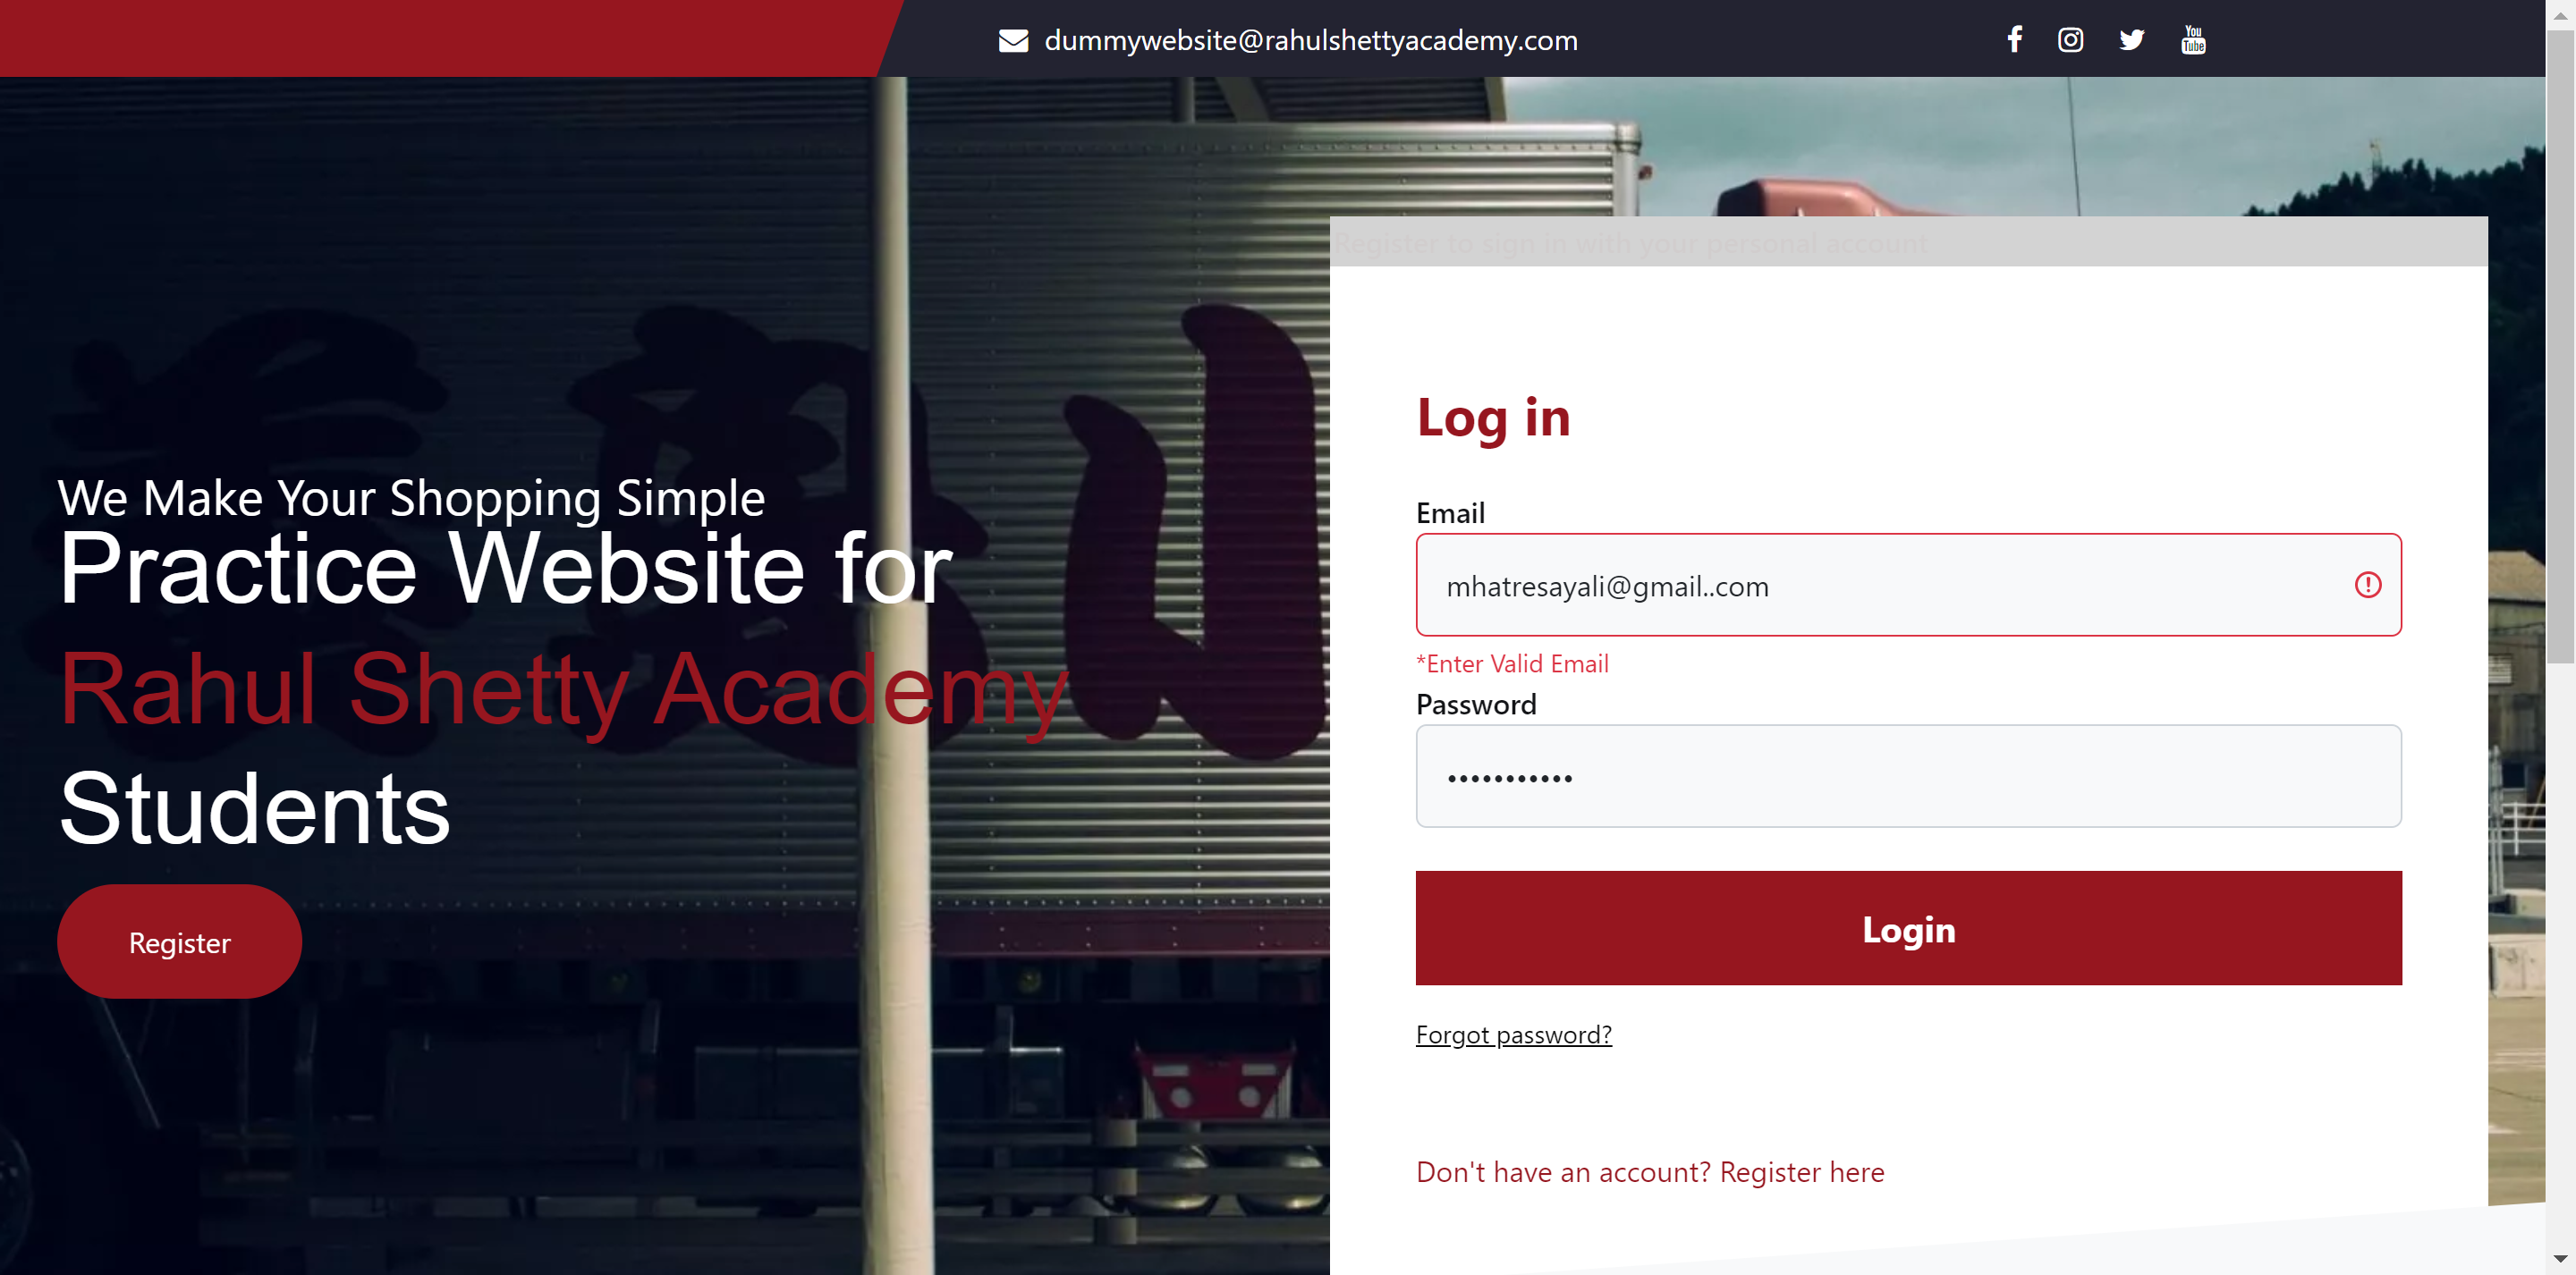 dummywebsite@rahulshettyacademy.com
You
Tube
Register to sign in with your personal account
We Make Your Shopping Simple
Practice Website for
Rahul Shetty Academy
Students
Register
Log in
Email
mhatresayali@gmail..com
*Enter Valid Email
Password
•••••••••••
Login
Forgot password?
Don't have an account? Register here